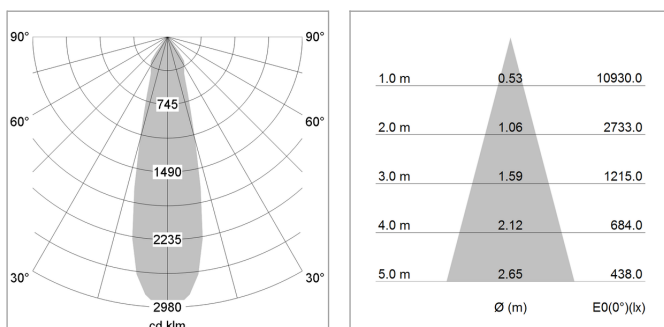 90° 90°
745
60° 60°
1490
2235
30° 30°
2980
cd klm
1.0 m 0.53 10930.0
2.0 m 1.06 2733.0
3.0 m 1.59 1215.0
4.0 m 2.12 684.0
5.0 m 2.65 438.0
Ø (m) E0(0°)(lx)